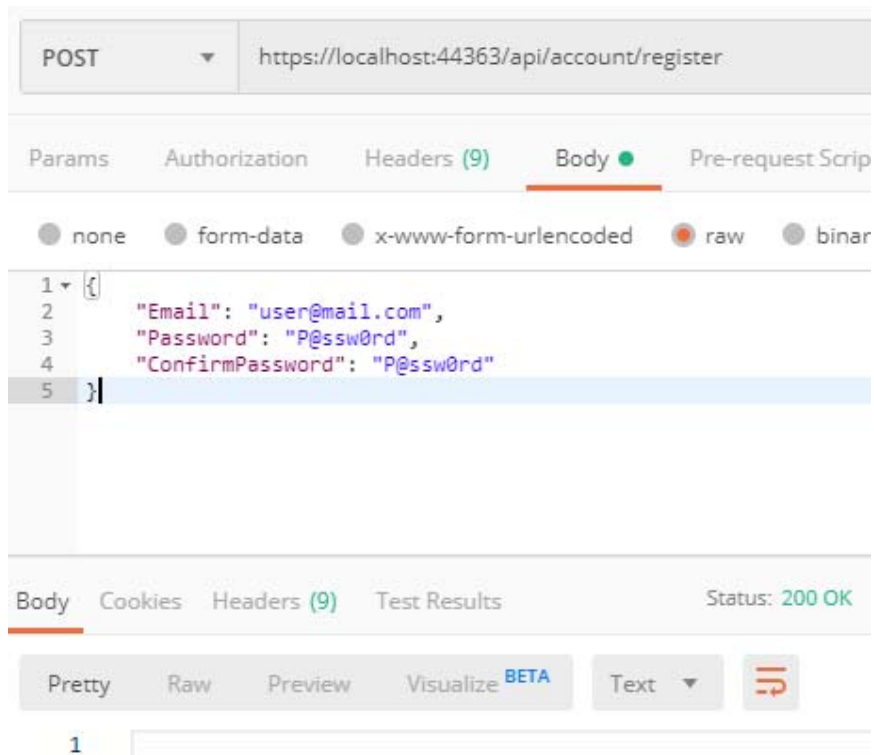 POST https://localhost:44363/api/account/register
Params Authorization Headers (9) Body Pre-request Scrip
none form-data x-www-form-urlencoded raw binar
1 {
2 "Email": "user@mail.com",
3 "Password": "P@ssw0rd",
4 "ConfirmPassword": "P@ssw0rd"
5 }
Body Cookies Headers (9) Test Results Status: 200 OK
Pretty Raw Preview Visualize BETA Text
1